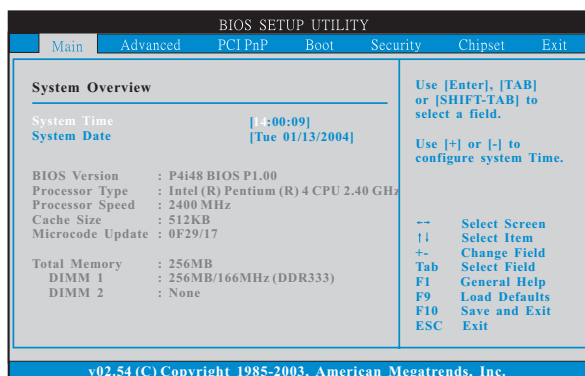 BIOS SETUP UTILITY
Main Advanced PCI PnP Boot Security Chipset Exit
System Overview
System Time [14:00:09]
System Date [Tue 01/13/2004]
BIOS Version : P4i48 BIOS P1.00
Processor Type : Intel (R) Pentium (R) 4 CPU 2.40 GHz
Processor Speed : 2400 MHz
Cache Size : 512KB
Microcode Update : 0F29/17
Total Memory : 256MB
DIMM 1 : 256MB/166MHz (DDR333)
DIMM 2 : None
Use [Enter], [TAB]
or [SHIFT-TAB] to
select a field.
Use [+] or [-] to
configure system Time.
←→ Select Screen
↑↓ Select Item
+- Change Field
Tab Select Field
F1 General Help
F9 Load Defaults
F10 Save and Exit
ESC Exit
v02.54 (C) Copyright 1985-2003, American Megatrends, Inc.